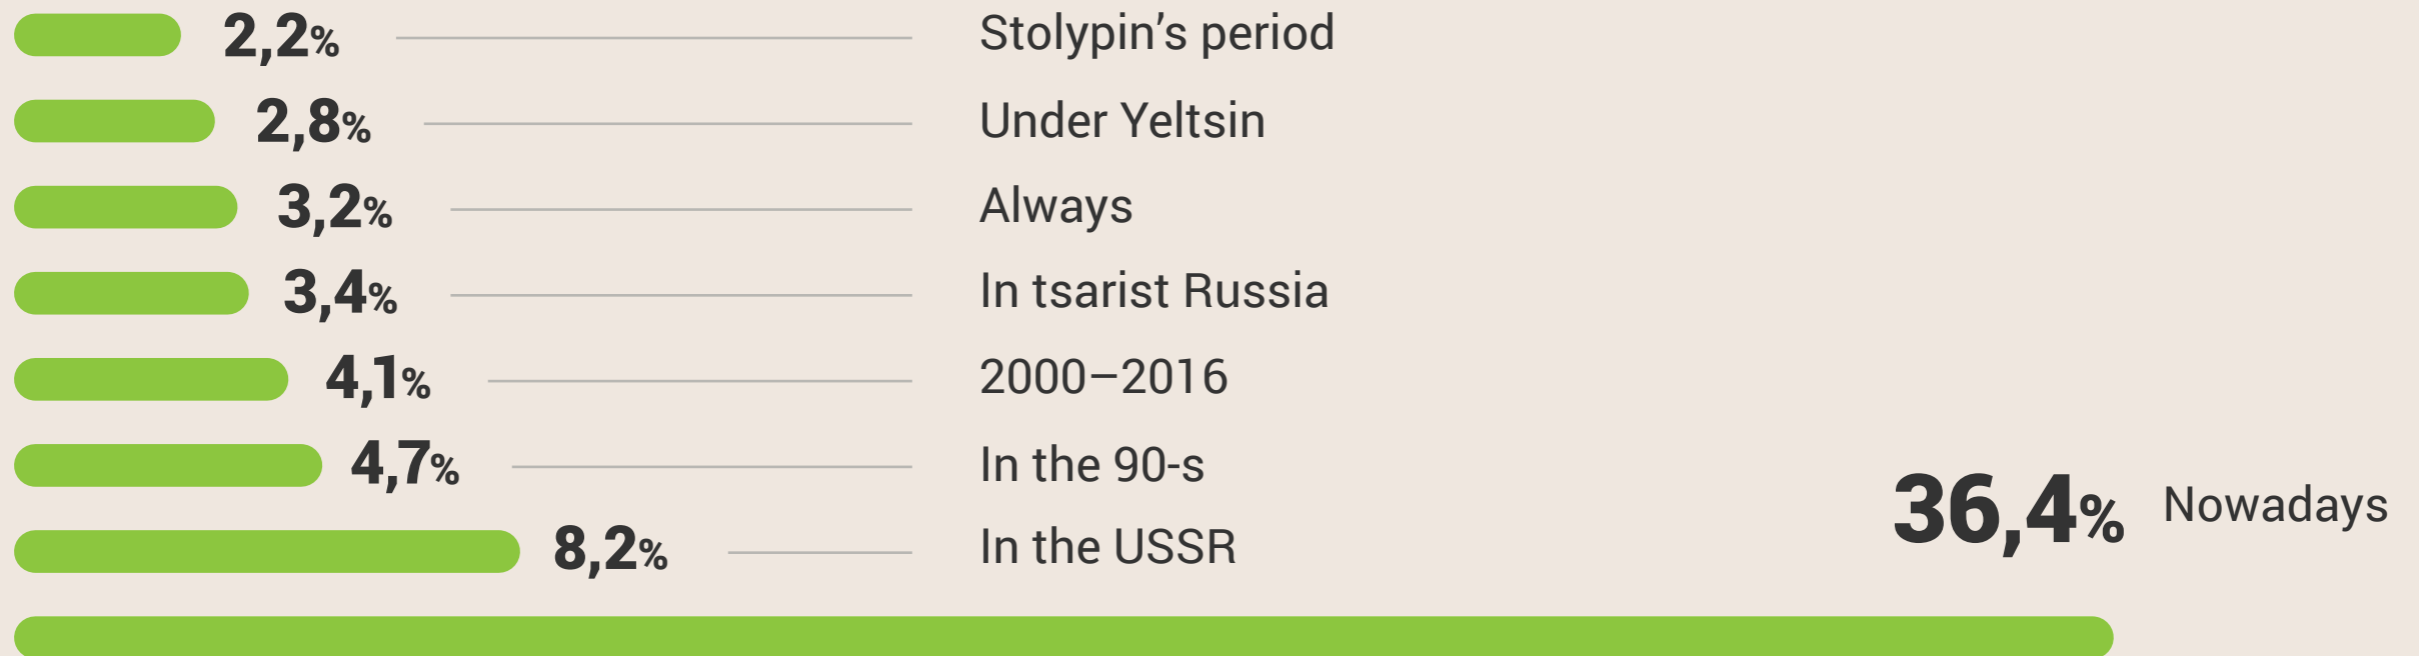 2,2% Stolypin’s period
2,8% Under Yeltsin
3,2% Always
3,4% In tsarist Russia
4,1% 2000–2016
4,7% In the 90-s
36,4% Nowadays
8,2% In the USSR